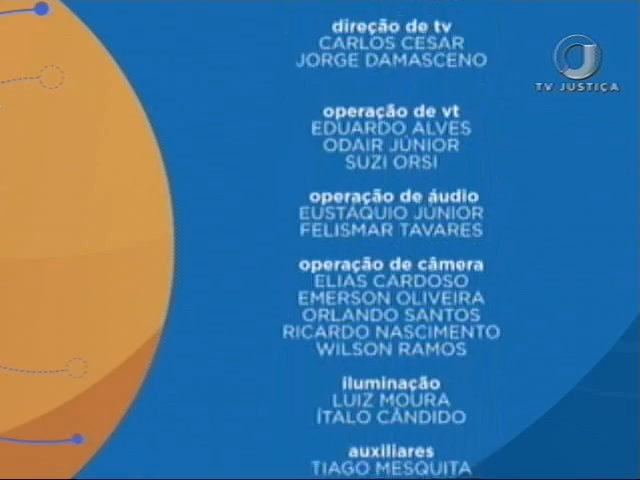 direção de tv
CARLOS CESAR
JORGE DAMASCENO
TV JUSTIÇA
operação de vt
EDUARDO ALVES
ODAIR JÚNIOR
SUZI ORSI
operação de áudio
EUSTÁQUIO JÚNIOR
FELISMAR TAVARES
operação de câmera
ELIAS CARDOSO
EMERSON OLIVEIRA
ORLANDO SANTOS
RICARDO NASCIMENTO
WILSON RAMOS
iluminação
LUIZ MOURA
ÍTALO CÂNDIDO
auxiliares
TIAGO MESQUITA